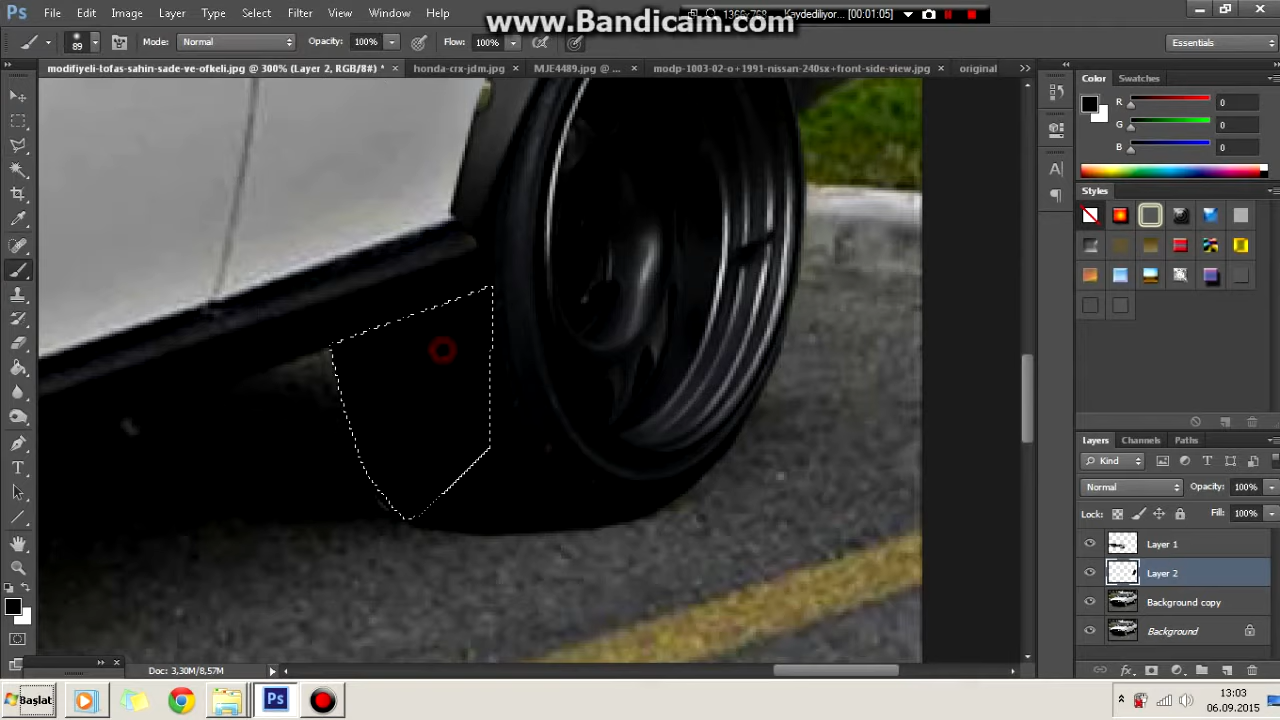 Ps File Edit Image Layer Type Select Filter View Window Help
www.Bandicam.com
1366x768 Kaydediliyor... [00:01:05]
89 Mode: Normal Opacity: 100% Flow: 100% Essentials
modifiyeli-tofas-sahin-sade-ve-ofkeli.jpg @ 300% (Layer 2, RGB/8#) * × honda-crx-jdm.jpg × MJE4489.jpg @ ... × modp-1003-02-o+1991-nissan-240sx+front-side-view.jpg × original
Color Swatches
R 0
G 0
B 0
Styles
Layers Channels Paths
Kind
Normal Opacity: 100%
Lock: Fill: 100%
Layer 1
Layer 2
Background copy
Background
Doc: 3,30M/8,57M
Başlat Ps
13:03
06.09.2015